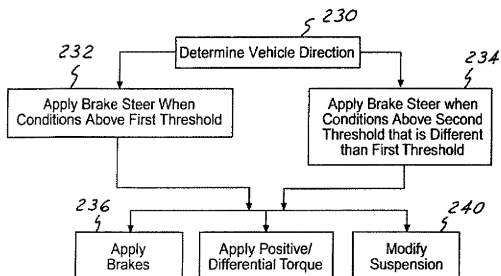 230
Determine Vehicle Direction
232
234
Apply Brake Steer When
Conditions Above First Threshold
Apply Brake Steer when
Conditions Above Second
Threshold that is Different
than First Threshold
236
240
Apply
Brakes
Apply Positive/
Differential Torque
Modify
Suspension